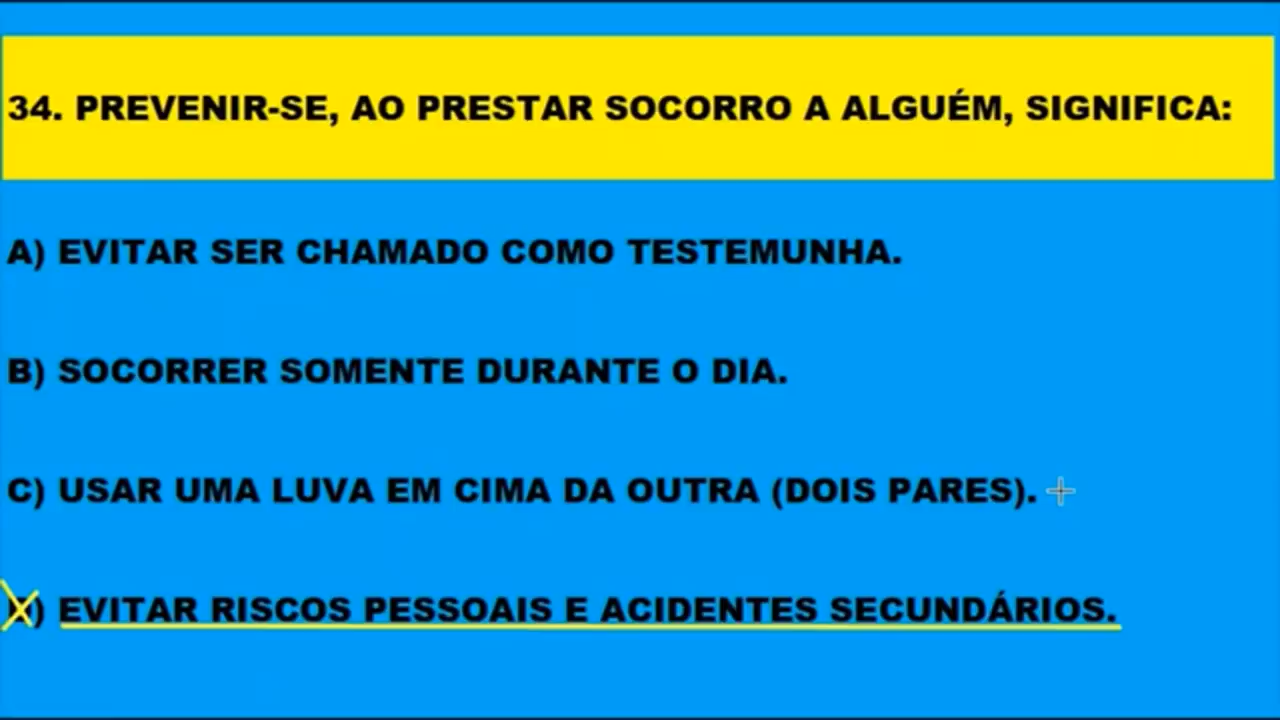 34. PREVENIR-SE, AO PRESTAR SOCORRO A ALGUÉM, SIGNIFICA:
A) EVITAR SER CHAMADO COMO TESTEMUNHA.
B) SOCORRER SOMENTE DURANTE O DIA.
C) USAR UMA LUVA EM CIMA DA OUTRA (DOIS PARES).
D) EVITAR RISCOS PESSOAIS E ACIDENTES SECUNDÁRIOS.